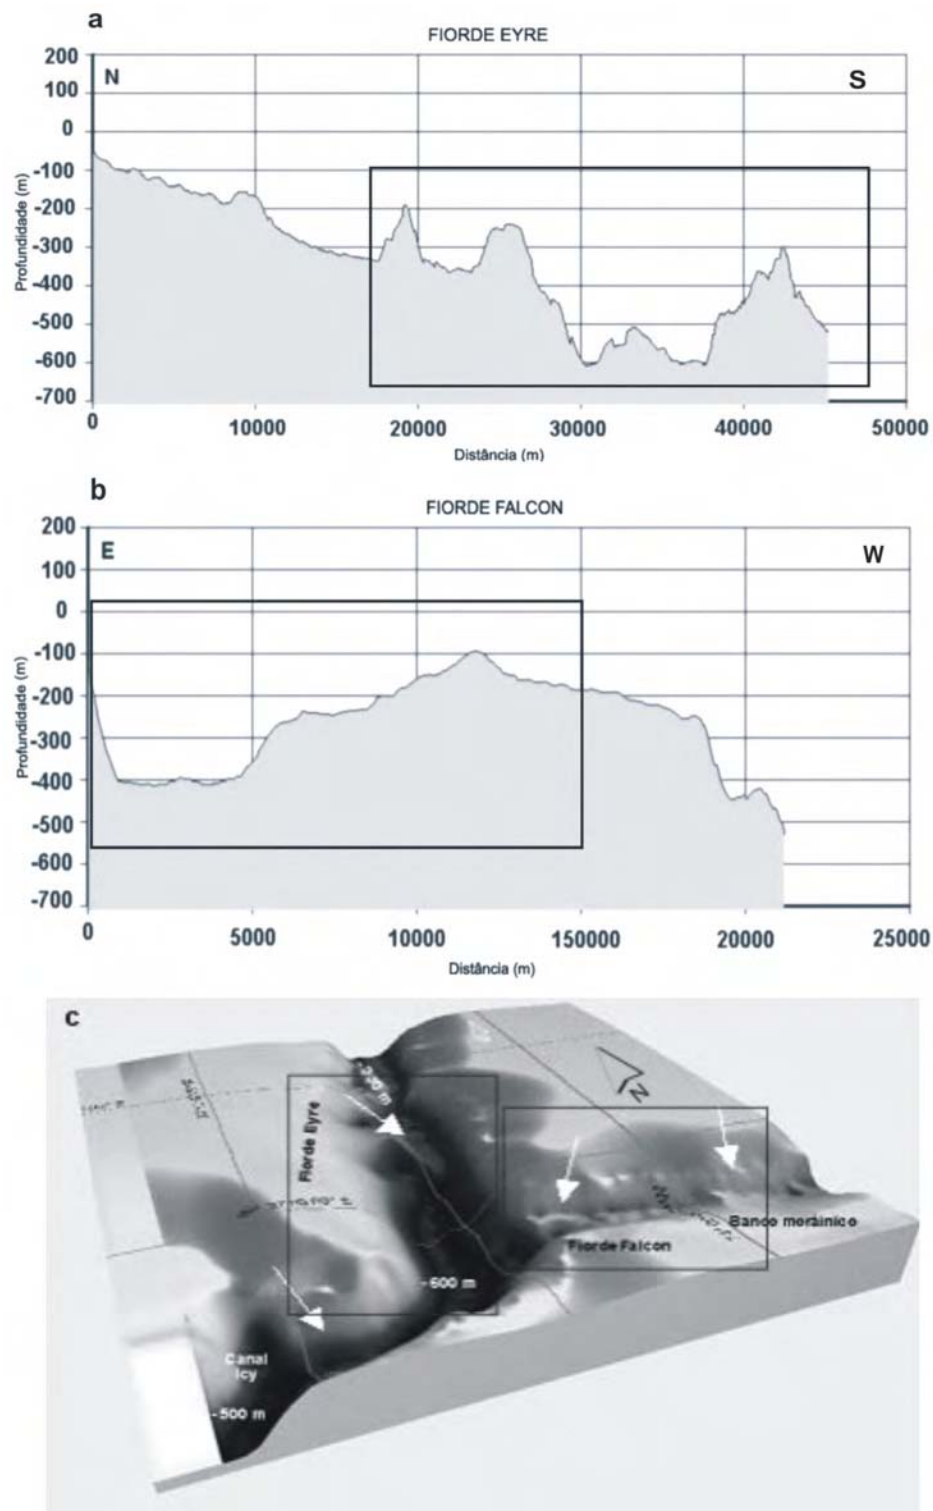 a
FIORDE EYRE
N
S
200
100
0
-100
-200
-300
-400
-500
-600
-700
Profundidade (m)
0 10000 20000 30000 40000 50000
Distância (m)
b
FIORDE FALCON
E
W
200
100
0
-100
-200
-300
-400
-500
-600
-700
Profundidade (m)
0 5000 10000 150000 20000 25000
Distância (m)
c
N
Fiorde Eyre
Banco moráinico
Fiorde Falcon
-600 m
Canal
Icy
-500 m